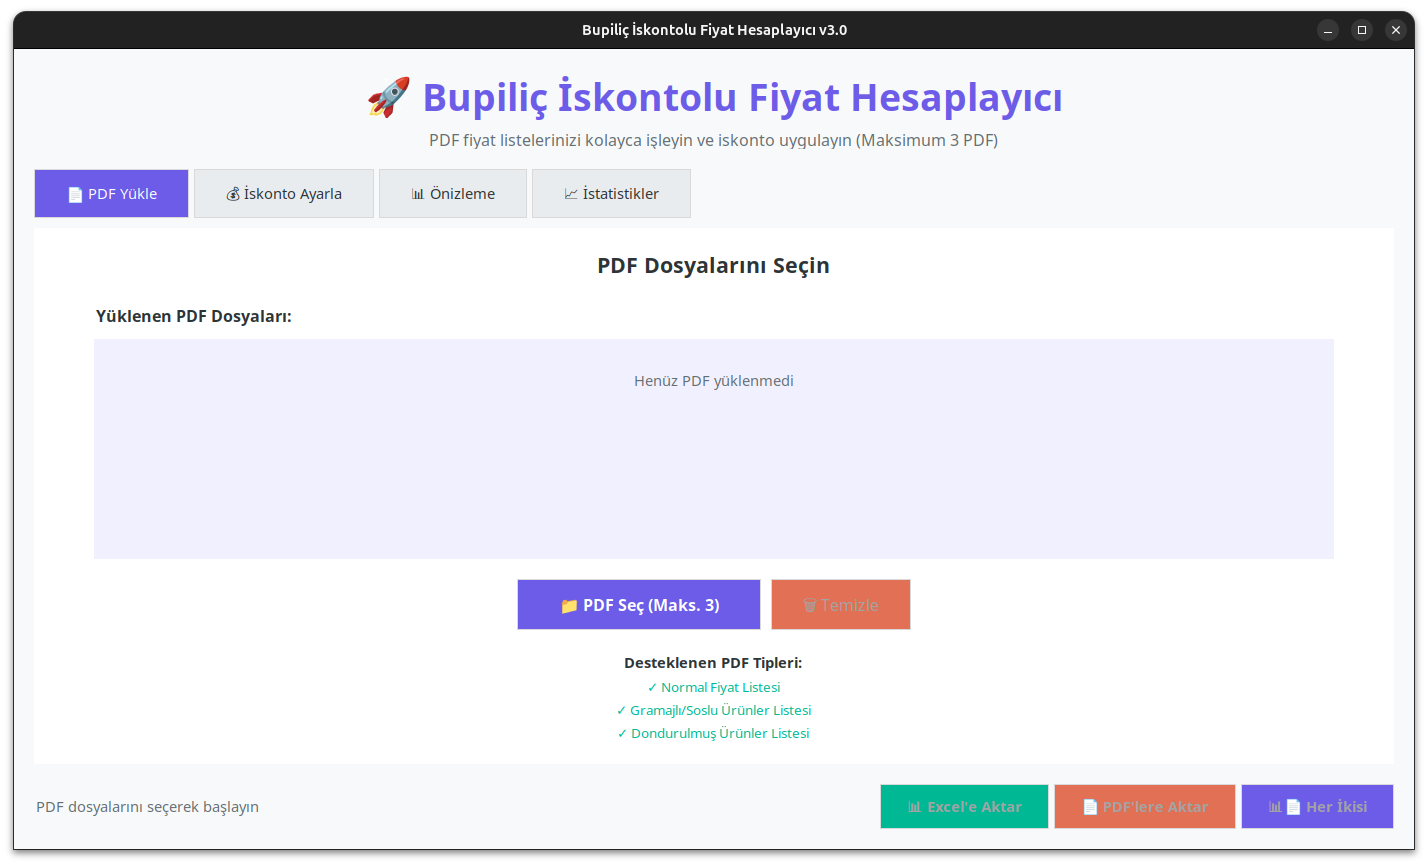 Bupiliç İskontolu Fiyat Hesaplayıcı v3.0
🚀 Bupiliç İskontolu Fiyat Hesaplayıcı
PDF fiyat listelerinizi kolayca işleyin ve iskonto uygulayın (Maksimum 3 PDF)
📄 PDF Yükle
💰 İskonto Ayarla
📊 Önizleme
📈 İstatistikler
PDF Dosyalarını Seçin
Yüklenen PDF Dosyaları:
Henüz PDF yüklenmedi
📁 PDF Seç (Maks. 3)
🗑 Temizle
Desteklenen PDF Tipleri:
✓ Normal Fiyat Listesi
✓ Gramajlı/Soslu Ürünler Listesi
✓ Dondurulmuş Ürünler Listesi
PDF dosyalarını seçerek başlayın
📊 Excel'e Aktar
📄 PDF'lere Aktar
📊📄 Her İkisi